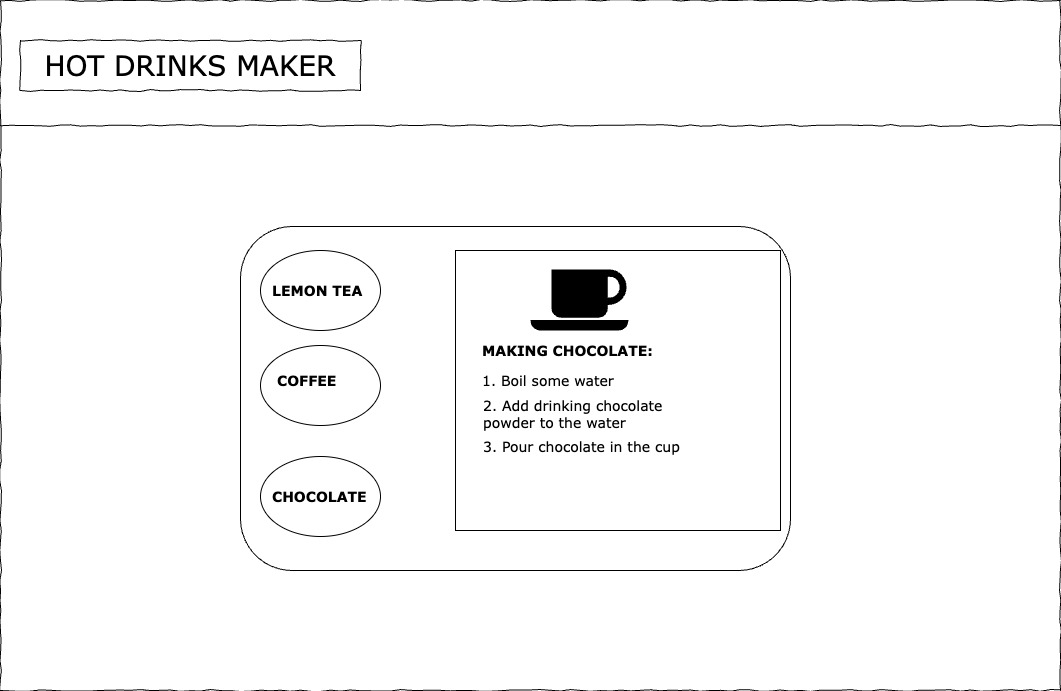 HOT DRINKS MAKER
LEMON TEA
COFFEE
CHOCOLATE
MAKING CHOCOLATE:
1. Boil some water
2. Add drinking chocolate
powder to the water
3. Pour chocolate in the cup